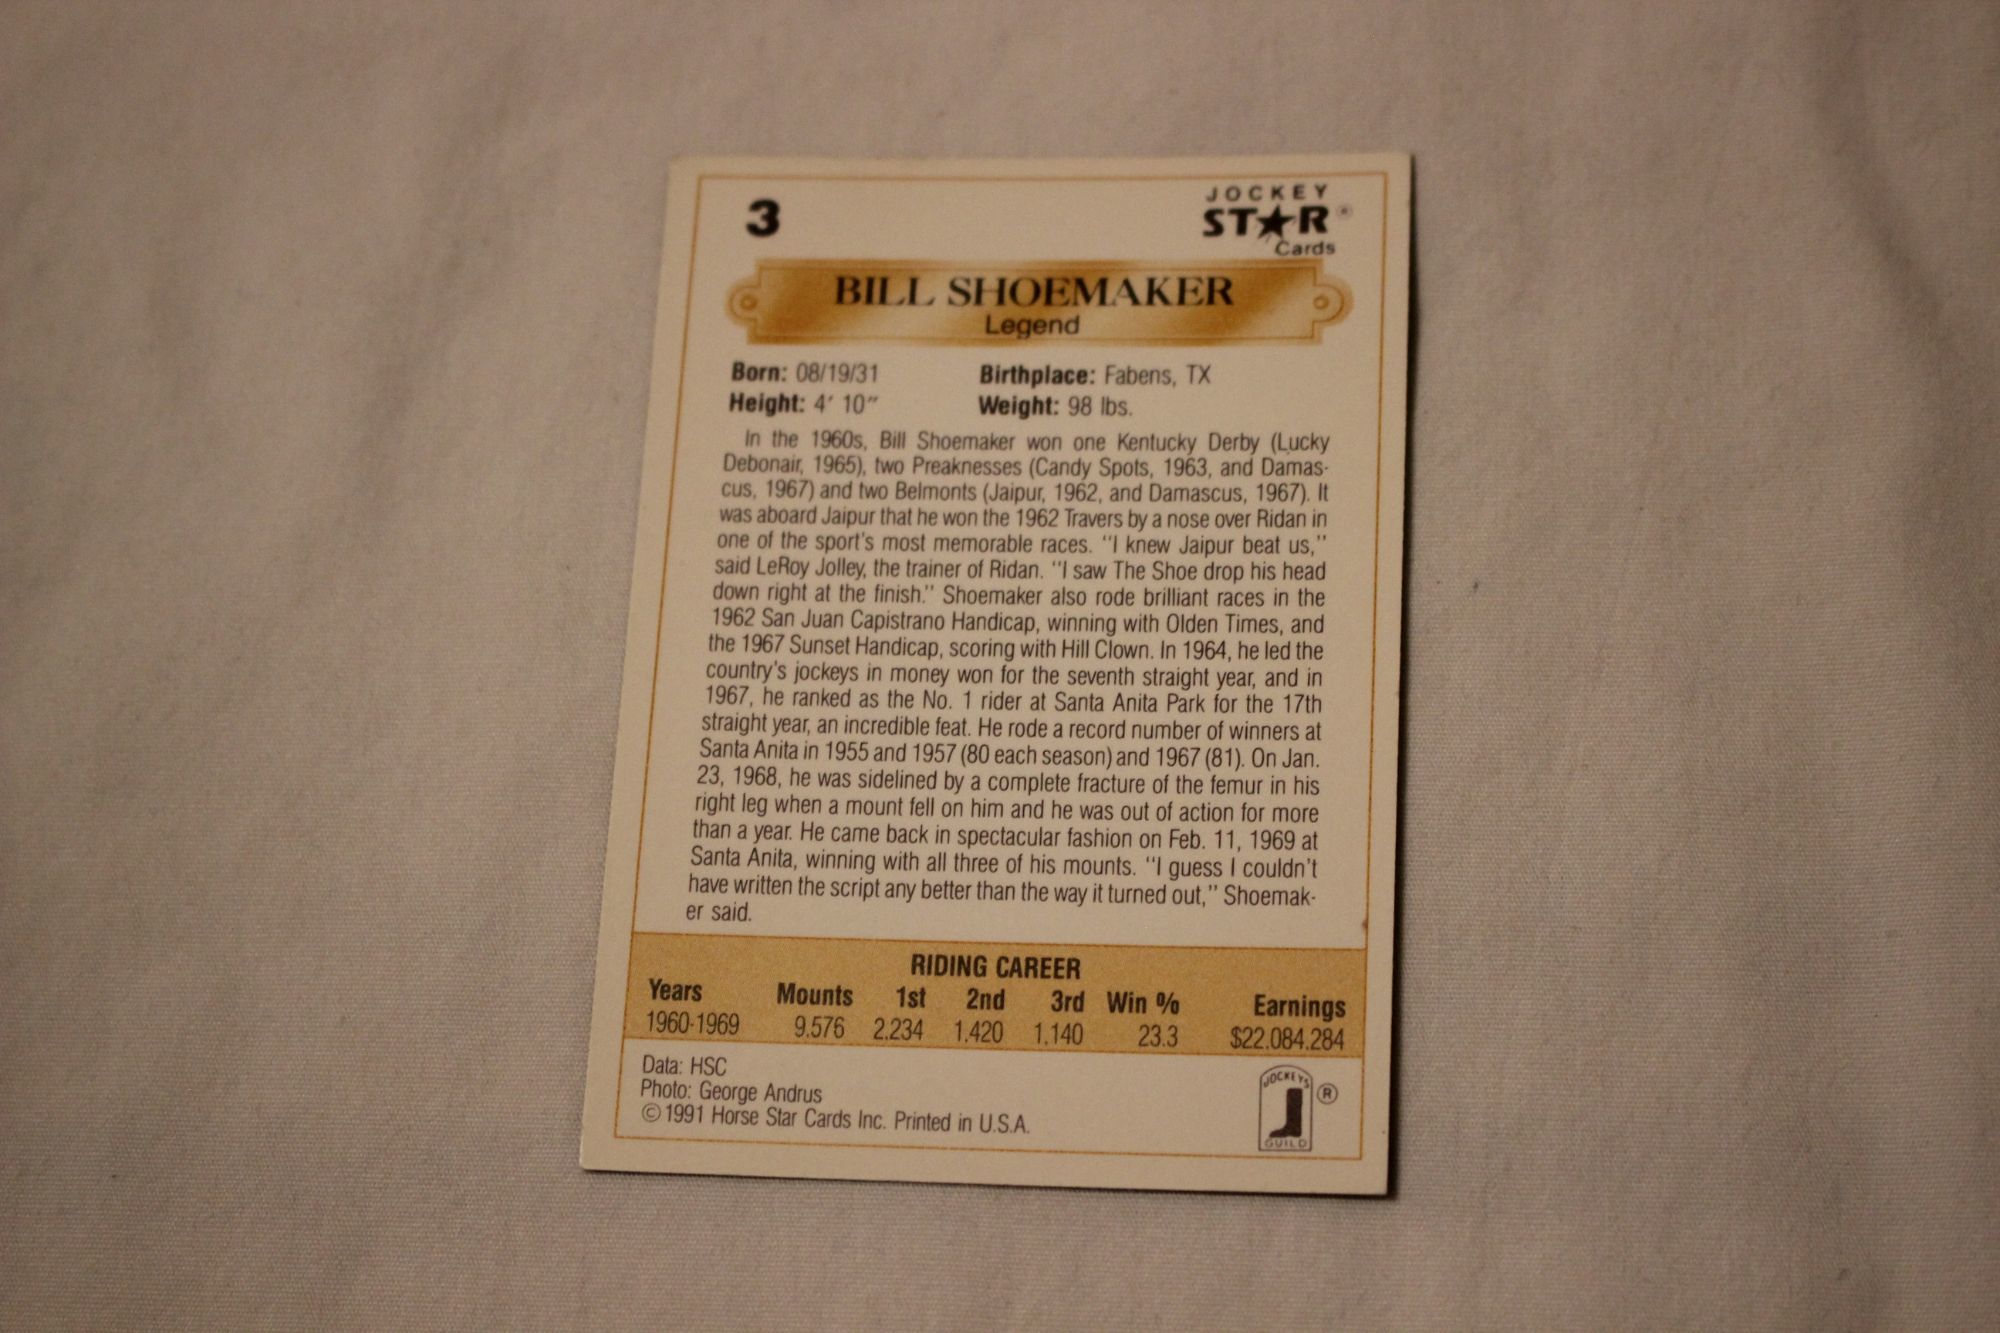 3
JOCKEY
ST★R®
Cards
BILL SHOEMAKER
Legend
Born: 08/19/31 Birthplace: Fabens, TX
Height: 4' 10" Weight: 98 lbs.
In the 1960s, Bill Shoemaker won one Kentucky Derby (Lucky
Debonair, 1965), two Preaknesses (Candy Spots, 1963, and Damas-
cus, 1967) and two Belmonts (Jaipur, 1962, and Damascus, 1967). It
was aboard Jaipur that he won the 1962 Travers by a nose over Ridan in
one of the sport's most memorable races. "I knew Jaipur beat us,"
said LeRoy Jolley, the trainer of Ridan. "I saw The Shoe drop his head
down right at the finish." Shoemaker also rode brilliant races in the
1962 San Juan Capistrano Handicap, winning with Olden Times, and
the 1967 Sunset Handicap, scoring with Hill Clown. In 1964, he led the
country's jockeys in money won for the seventh straight year, and in
1967, he ranked as the No. 1 rider at Santa Anita Park for the 17th
straight year, an incredible feat. He rode a record number of winners at
Santa Anita in 1955 and 1957 (80 each season) and 1967 (81). On Jan.
23, 1968, he was sidelined by a complete fracture of the femur in his
right leg when a mount fell on him and he was out of action for more
than a year. He came back in spectacular fashion on Feb. 11, 1969 at
Santa Anita, winning with all three of his mounts. "I guess I couldn't
have written the script any better than the way it turned out," Shoemak-
er said.
RIDING CAREER
Years Mounts 1st 2nd 3rd Win % Earnings
1960-1969 9,576 2,234 1,420 1,140 23.3 $22,084,284
Data: HSC
Photo: George Andrus
©1991 Horse Star Cards Inc. Printed in U.S.A.
JOCKEYS
GUILD
®